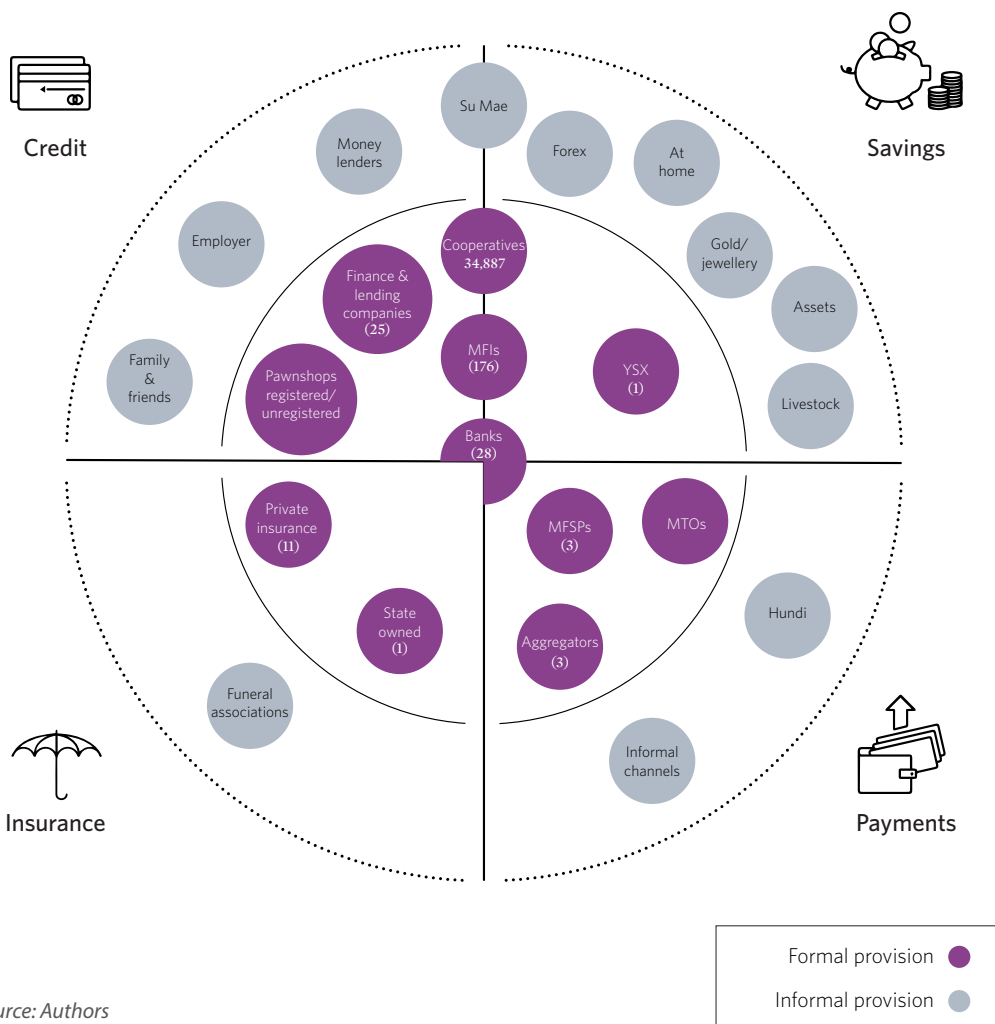 Credit
Savings
Su Mae
Money
lenders
Forex
At
home
Employer
Cooperatives
34,887
Gold/
jewellery
Finance &
lending
companies
(25)
Assets
MFIs
(176)
YSX
(1)
Family
&
friends
Pawnshops
registered/
unregistered
Livestock
Banks
(28)
Private
insurance
(11)
MFSPs
(3)
MTOs
State
owned
(1)
Aggregators
(3)
Hundi
Funeral
associations
Informal
channels
Insurance
Payments
Formal provision
Informal provision
urce: Authors